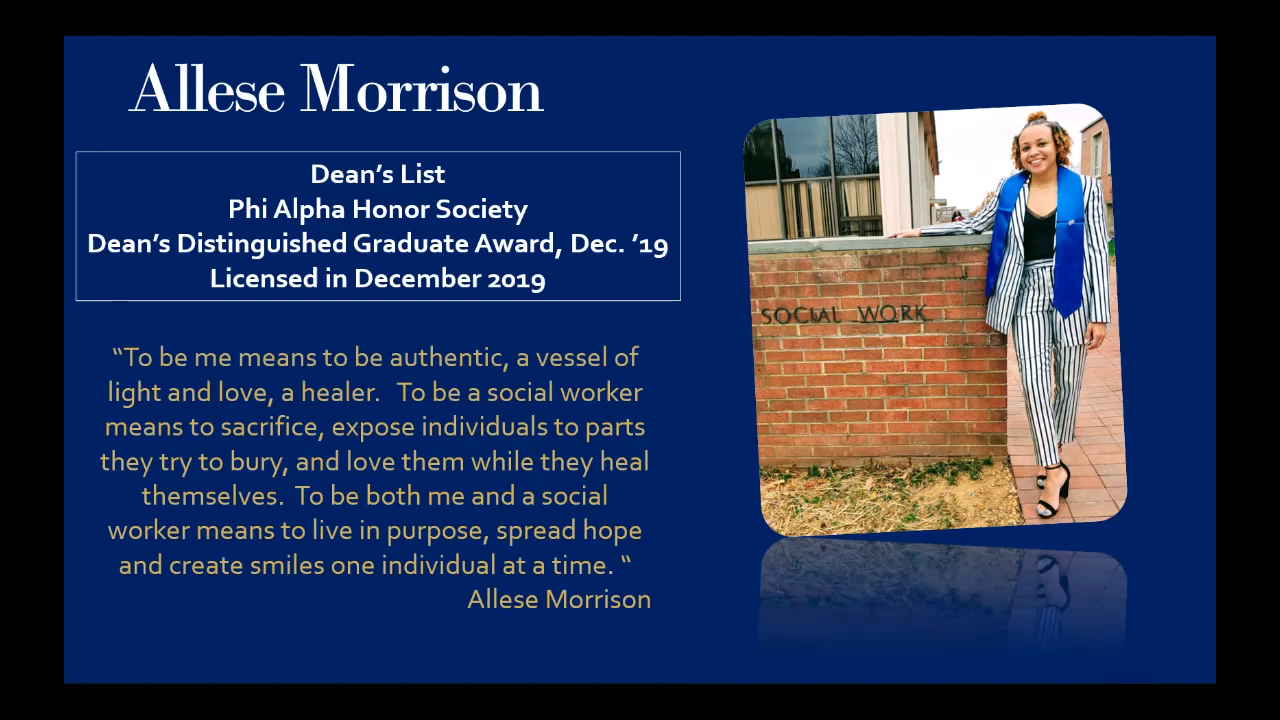 Allese Morrison
Dean’s List
Phi Alpha Honor Society
Dean’s Distinguished Graduate Award, Dec. ’19
Licensed in December 2019
“To be me means to be authentic, a vessel of
light and love, a healer.   To be a social worker
means to sacrifice, expose individuals to parts
they try to bury, and love them while they heal
themselves.  To be both me and a social
worker means to live in purpose, spread hope
and create smiles one individual at a time. “
Allese Morrison
SOCIAL WORK